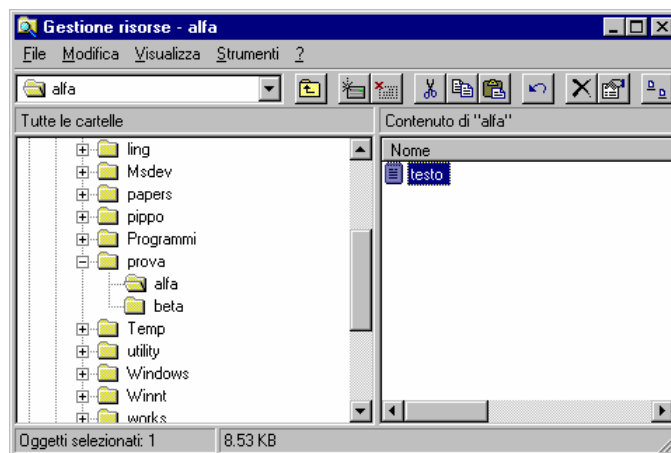 Gestione risorse - alfa
File Modifica Visualizza Strumenti ?
alfa
Tutte le cartelle
Contenuto di "alfa"
ling
Msdev
papers
pippo
Programmi
prova
alfa
beta
Temp
utility
Windows
Winnt
works
Nome
testo
Oggetti selezionati: 1
8.53 KB